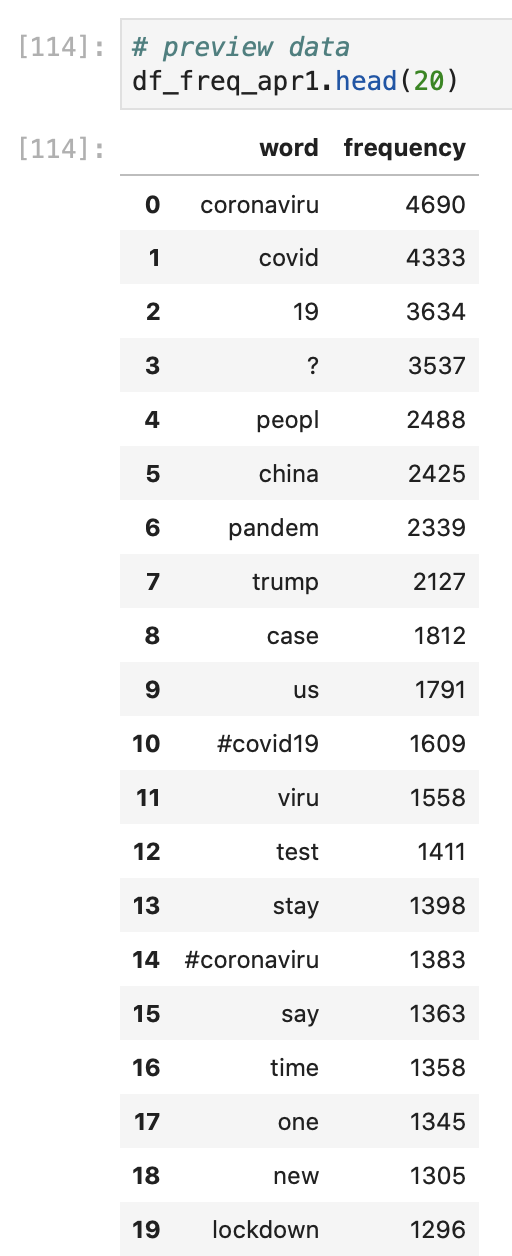 [114]: # preview data
df_freq_apr1.head(20)
[114]: word frequency
0 coronaviru 4690
1 covid 4333
2 19 3634
3 ? 3537
4 peopl 2488
5 china 2425
6 pandem 2339
7 trump 2127
8 case 1812
9 us 1791
10 #covid19 1609
11 viru 1558
12 test 1411
13 stay 1398
14 #coronaviru 1383
15 say 1363
16 time 1358
17 one 1345
18 new 1305
19 lockdown 1296